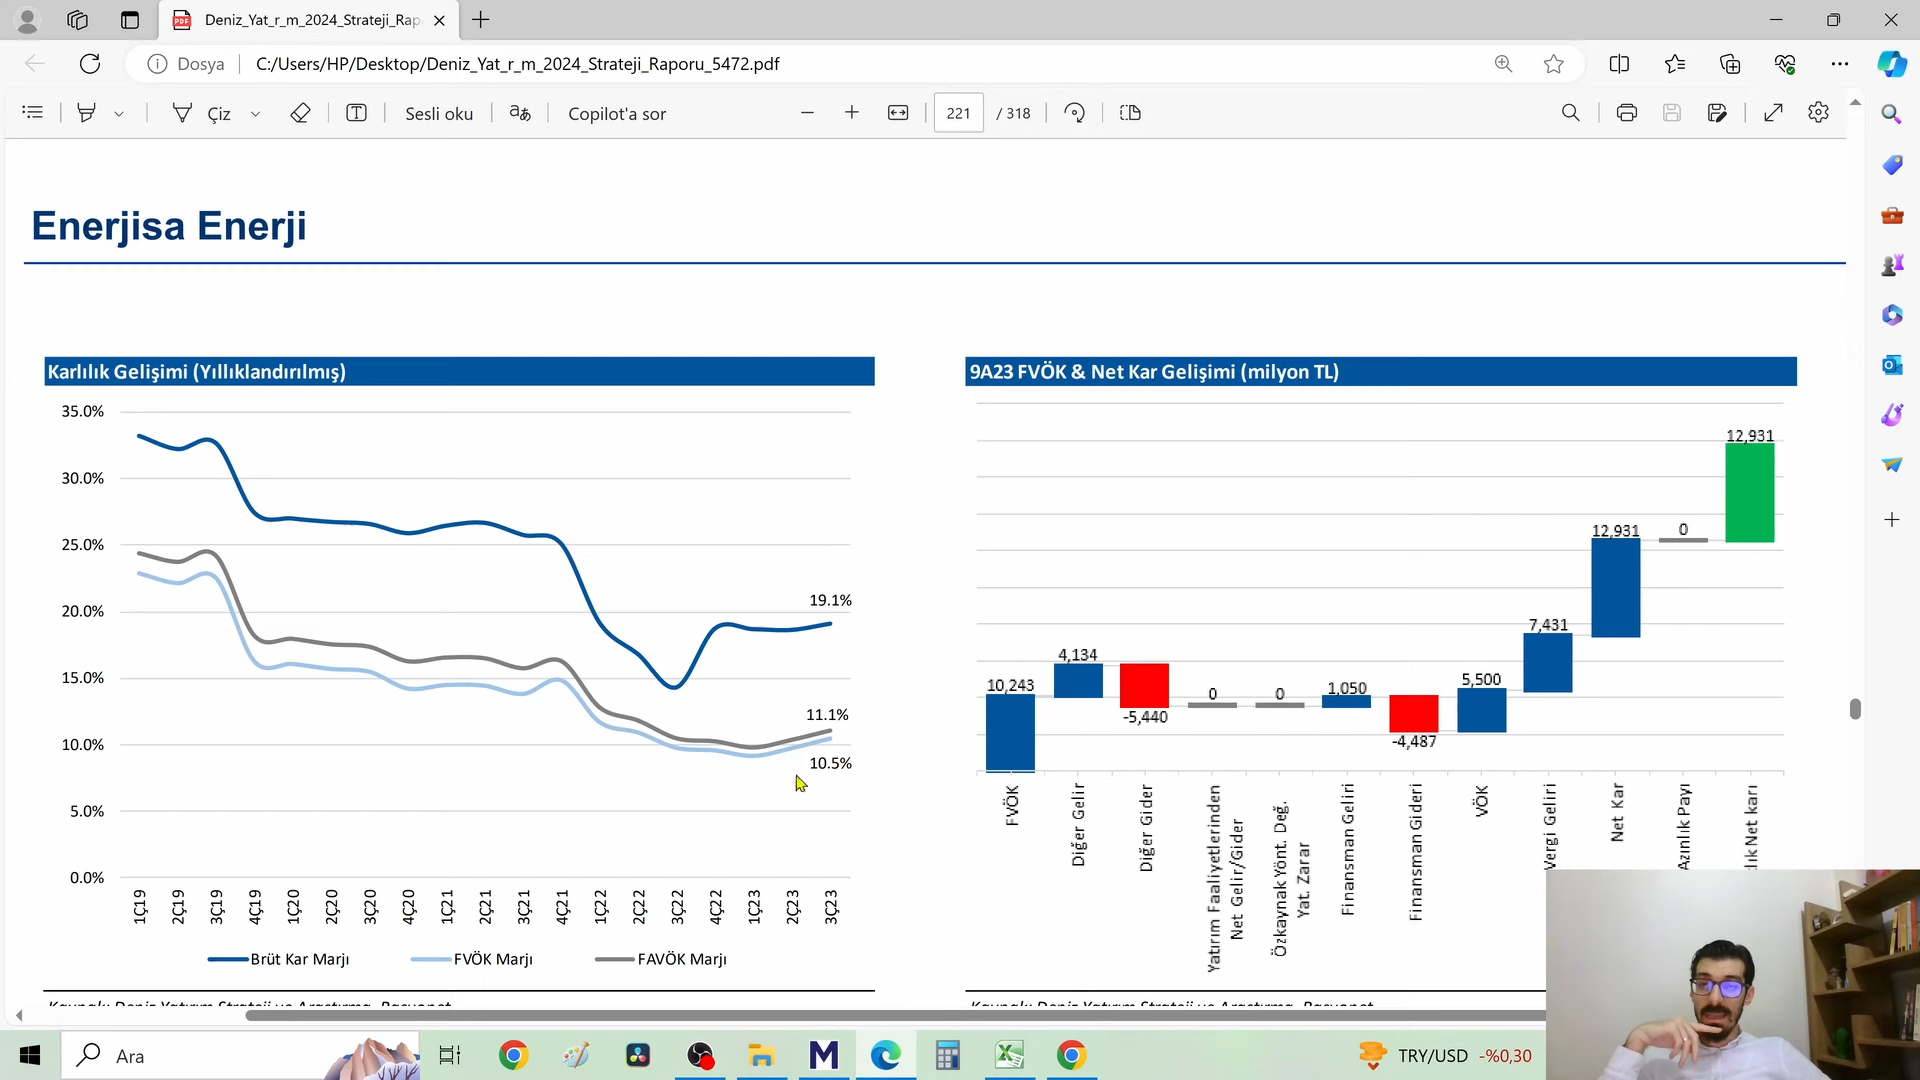 Deniz_Yat_r_m_2024_Strateji_Rap
Dosya
C:/Users/HP/Desktop/Deniz_Yat_r_m_2024_Strateji_Raporu_5472.pdf
Çiz
Sesli oku
Copilot'a sor
221 / 318
Enerjisa Enerji
Karlılık Gelişimi (Yıllıklandırılmış)
35.0%
30.0%
25.0%
20.0%
15.0%
10.0%
5.0%
0.0%
19.1%
11.1%
10.5%
1Ç19
2Ç19
3Ç19
4Ç19
1Ç20
2Ç20
3Ç20
4Ç20
1Ç21
2Ç21
3Ç21
4Ç21
1Ç22
2Ç22
3Ç22
4Ç22
1Ç23
2Ç23
3Ç23
Brüt Kar Marjı
FVÖK Marjı
FAVÖK Marjı
9A23 FVÖK & Net Kar Gelişimi (milyon TL)
10,243
4,134
-5,440
0
0
1,050
-4,487
5,500
7,431
12,931
0
12,931
FVÖK
Diğer Gelir
Diğer Gider
Yatırım Faaliyetlerinden
Net Gelir/Gider
Özkaynak Yönt. Değ.
Yat. Zarar
Finansman Geliri
Finansman Gideri
VÖK
Vergi Geliri
Net Kar
Azınlık Payı
Net karı
Ara
TRY/USD -%0,30